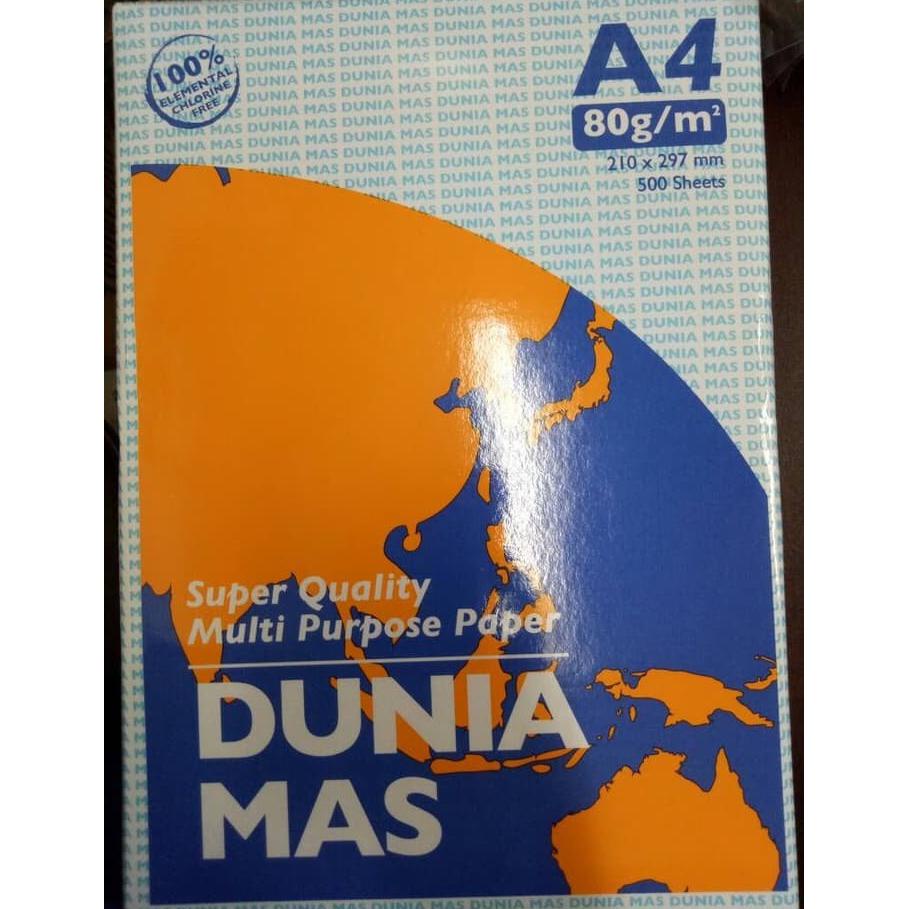 100%
ELEMENTAL
CHLORINE
FREE
A4
80g/m²
210 x 297 mm
500 Sheets
Super Quality
Multi Purpose Paper
DUNIA
MAS